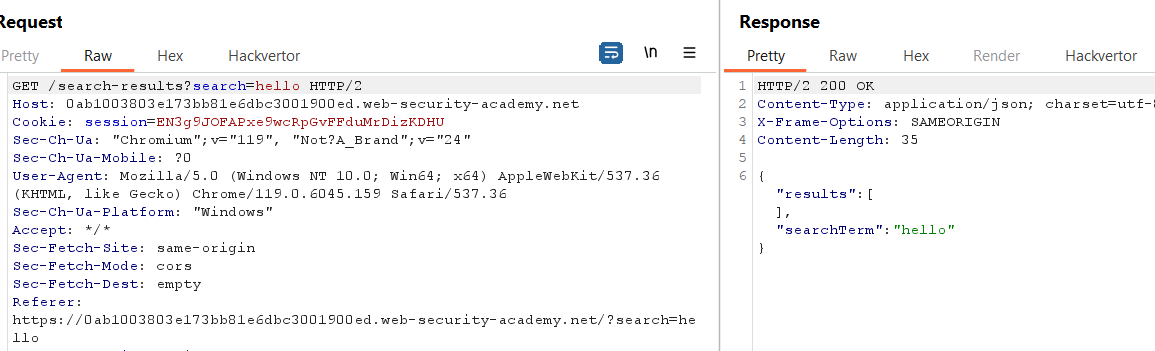 Request
Response
Pretty Raw Hex Hackvertor \n
Pretty Raw Hex Render Hackvertor
GET /search-results?search=hello HTTP/2
Host: 0ab1003803e173bb81e6dbc3001900ed.web-security-academy.net
Cookie: session=EN3g9JOFAPxe9wcRpGvFFduMrDizKDHU
Sec-Ch-Ua: "Chromium";v="119", "Not?A_Brand";v="24"
Sec-Ch-Ua-Mobile: ?0
User-Agent: Mozilla/5.0 (Windows NT 10.0; Win64; x64) AppleWebKit/537.36
(KHTML, like Gecko) Chrome/119.0.6045.159 Safari/537.36
Sec-Ch-Ua-Platform: "Windows"
Accept: */*
Sec-Fetch-Site: same-origin
Sec-Fetch-Mode: cors
Sec-Fetch-Dest: empty
Referer:
https://0ab1003803e173bb81e6dbc3001900ed.web-security-academy.net/?search=he
llo
1 HTTP/2 200 OK
2 Content-Type: application/json; charset=utf-8
3 X-Frame-Options: SAMEORIGIN
4 Content-Length: 35
5
6 {
"results":[
],
"searchTerm":"hello"
}